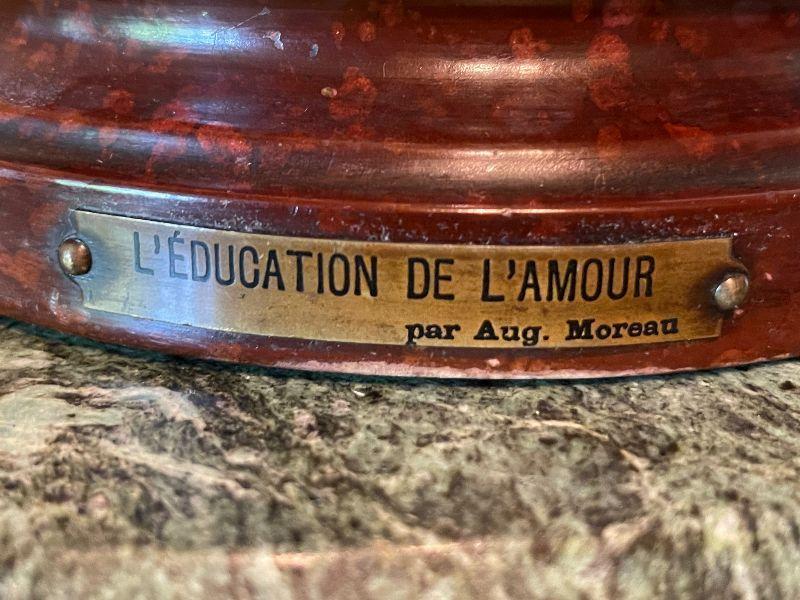 L'ÉDUCATION DE L'AMOUR
par Aug. Moreau